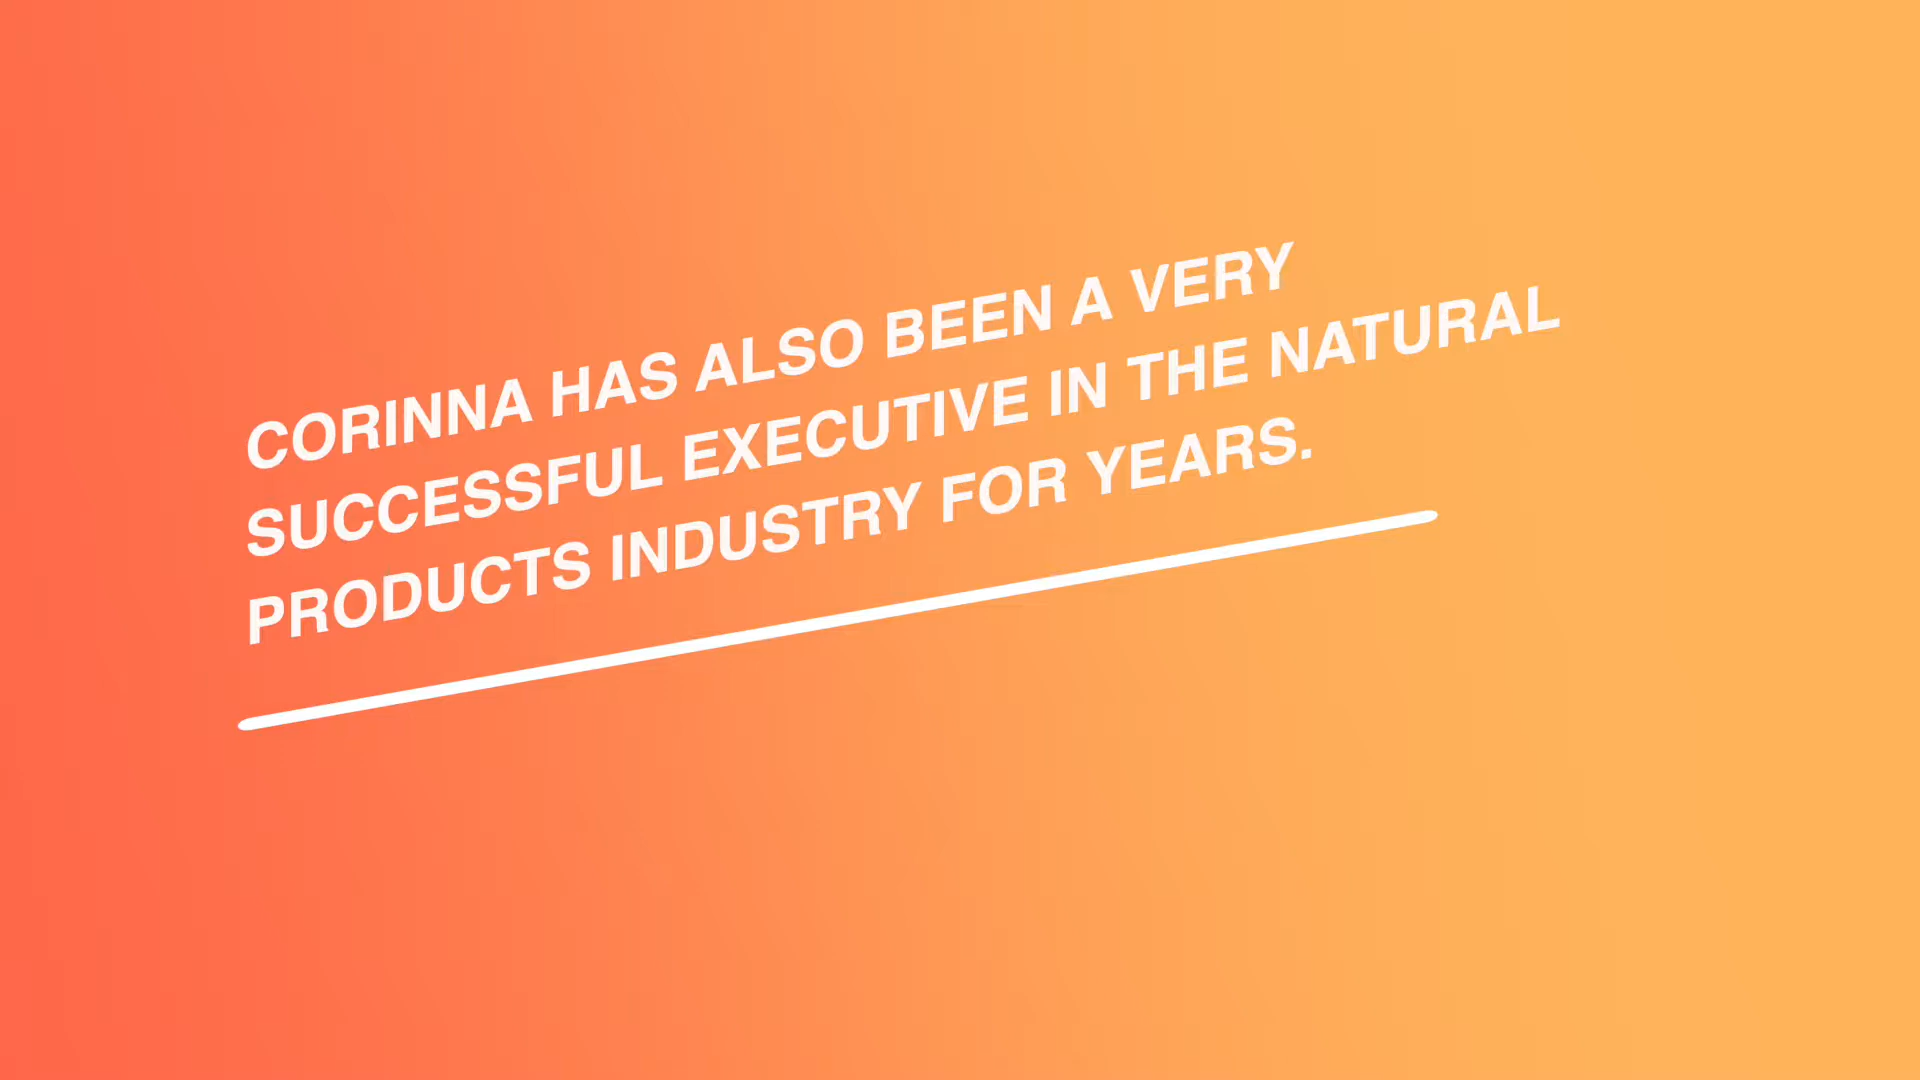 CORINNA HAS ALSO BEEN A VERY
SUCCESSFUL EXECUTIVE IN THE NATURAL
PRODUCTS INDUSTRY FOR YEARS.